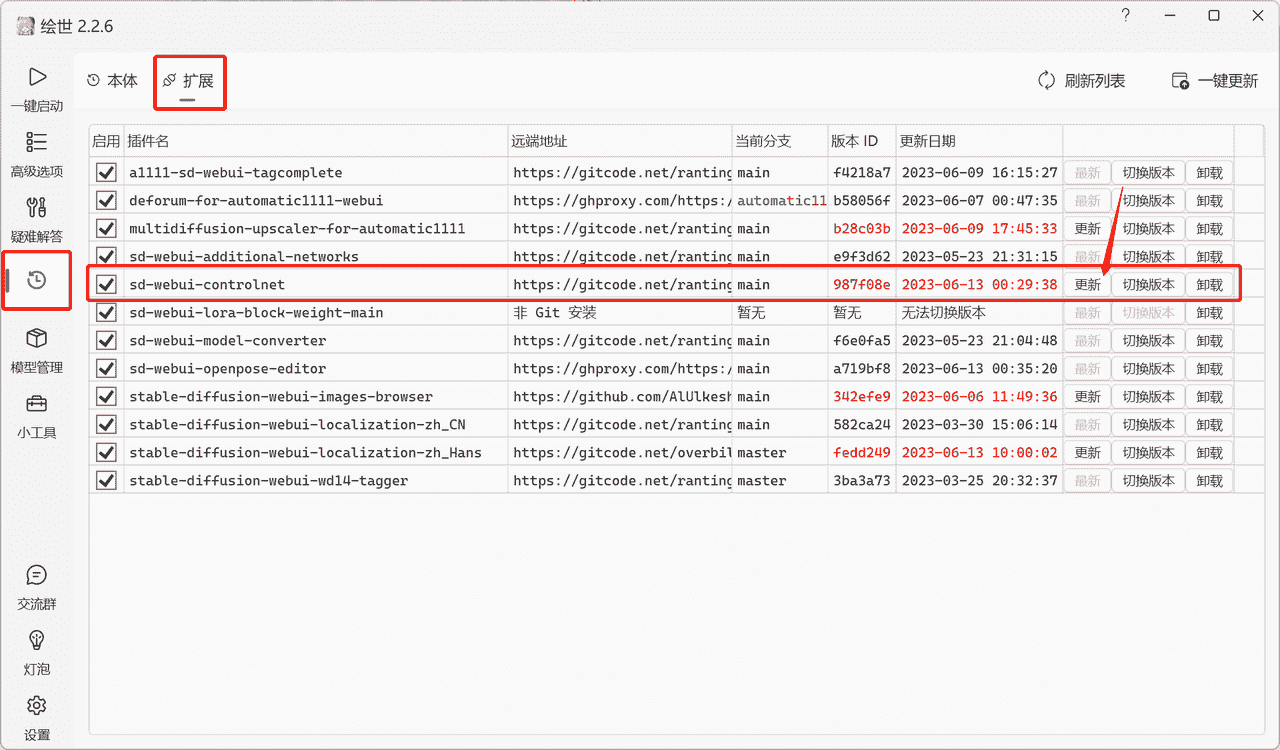 绘世 2.2.6
?
一键启动
高级选项
疑难解答
模型管理
小工具
交流群
灯泡
设置
本体 扩展 刷新列表 一键更新
启用 插件名 远端地址 当前分支 版本 ID 更新日期
a1111-sd-webui-tagcomplete https://gitcode.net/ranting main f4218a7 2023-06-09 16:15:27 最新 切换版本 卸载
deforum-for-automatic1111-webui https://ghproxy.com/https:/ automatic11 b58056f 2023-06-07 00:47:35 最新 切换版本 卸载
multidiffusion-upscaler-for-automatic1111 https://gitcode.net/ranting main b28c03b 2023-06-09 17:45:33 更新 切换版本 卸载
sd-webui-additional-networks https://gitcode.net/ranting main e9f3d62 2023-05-23 21:31:15 最新 切换版本 卸载
sd-webui-controlnet https://gitcode.net/ranting main 987f08e 2023-06-13 00:29:38 更新 切换版本 卸载
sd-webui-lora-block-weight-main 非 Git 安装 暂无 暂无 无法切换版本 最新 切换版本 卸载
sd-webui-model-converter https://gitcode.net/ranting main f6e0fa5 2023-05-23 21:04:48 最新 切换版本 卸载
sd-webui-openpose-editor https://ghproxy.com/https:/ main a719bf8 2023-06-13 00:35:20 最新 切换版本 卸载
stable-diffusion-webui-images-browser https://github.com/AlUlkesh main 342efe9 2023-06-06 11:49:36 更新 切换版本 卸载
stable-diffusion-webui-localization-zh_CN https://gitcode.net/ranting main 582ca24 2023-03-30 15:06:14 最新 切换版本 卸载
stable-diffusion-webui-localization-zh_Hans https://gitcode.net/overbil master fedd249 2023-06-13 10:00:02 更新 切换版本 卸载
stable-diffusion-webui-wd14-tagger https://gitcode.net/ranting master 3ba3a73 2023-03-25 20:32:37 最新 切换版本 卸载